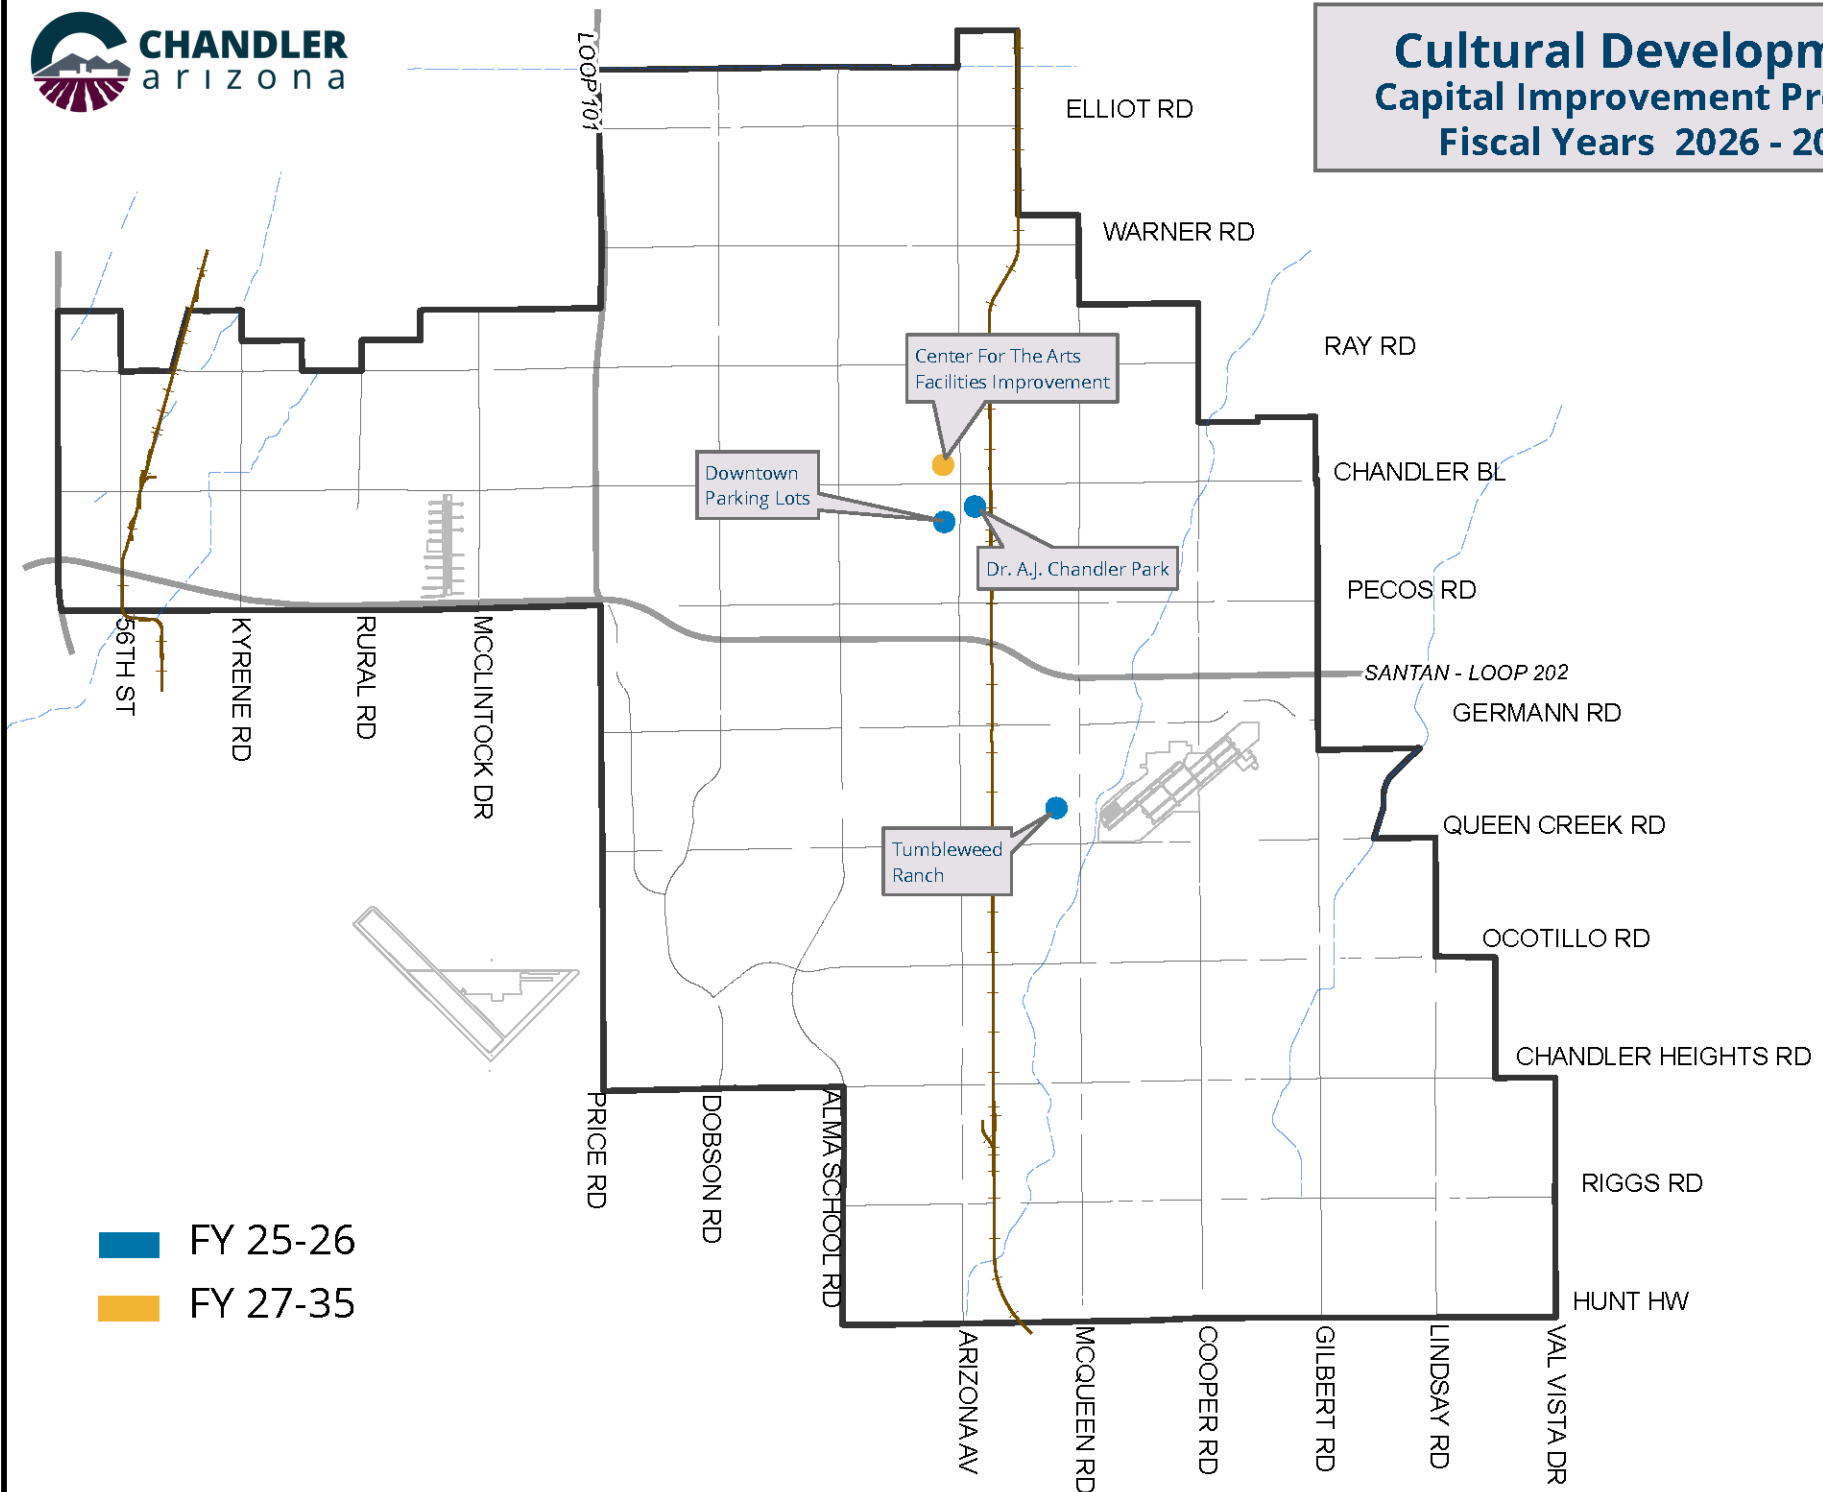 CHANDLER
arizona
Cultural
Capital Improvement
Fiscal Years 2026 -
LOOP 101
ELLIOT RD
WARNER RD
RAY RD
CHANDLER BL
PECOS RD
SANTAN - LOOP 202
GERMANN RD
QUEEN CREEK RD
OCOTILLO RD
CHANDLER HEIGHTS RD
RIGGS RD
HUNT HW
Center For The Arts
Facilities Improvement
Downtown
Parking Lots
Dr. A.J. Chandler Park
Tumbleweed
Ranch
56TH ST
KYRENE RD
RURAL RD
MCCLINTOCK DR
PRICE RD
DOBSON RD
ALMA SCHOOL RD
ARIZONA AV
MCQUEEN RD
COOPER RD
GILBERT RD
LINDSAY RD
VAL VISTA DR
FY 25-26
FY 27-35